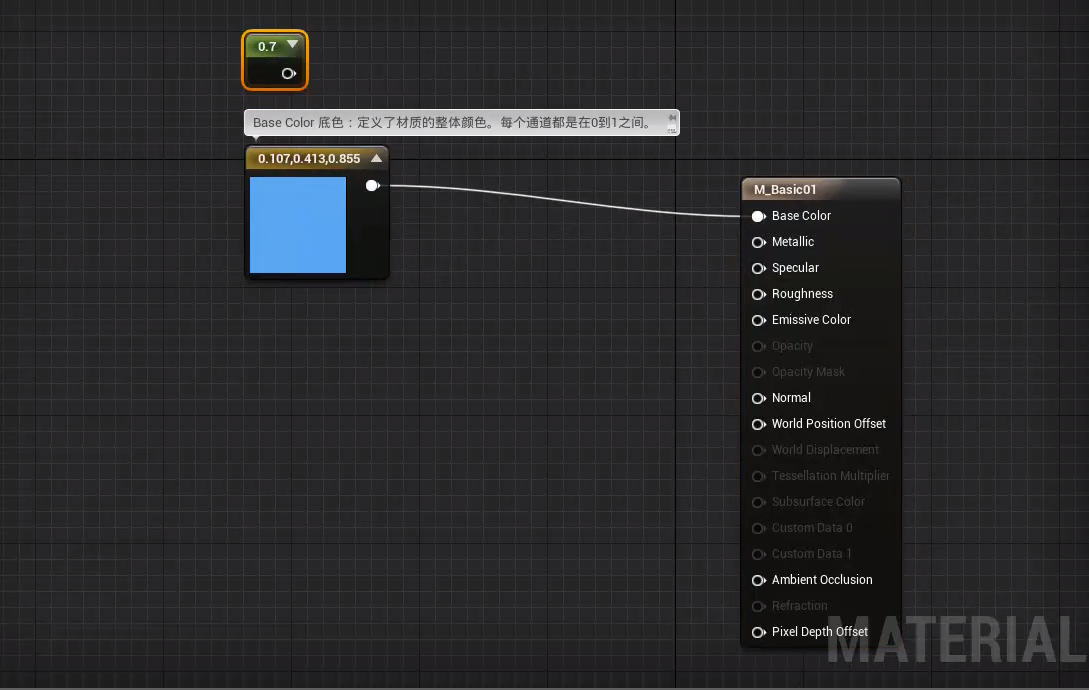 0.7
Base Color 底色：定义了材质的整体颜色。每个通道都是在0到1之间。
0.107,0.413,0.855
M_Basic01
Base Color
Metallic
Specular
Roughness
Emissive Color
Opacity
Opacity Mask
Normal
World Position Offset
World Displacement
Tessellation Multiplier
Subsurface Color
Custom Data 0
Custom Data 1
Ambient Occlusion
Refraction
Pixel Depth Offset
MATERIAL